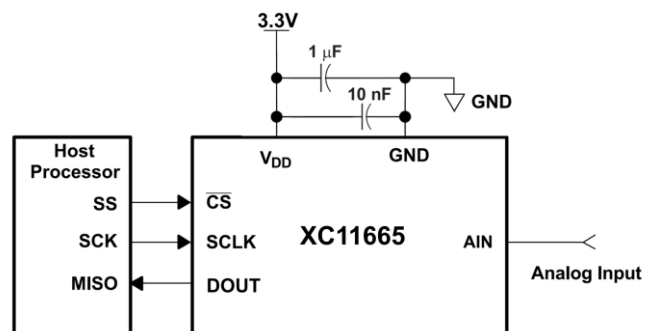 3.3V
1 μF
10 nF
GND
Host
Processor
VDD
GND
SS
CS
SCK
SCLK
XC11665
AIN
MISO
DOUT
Analog Input